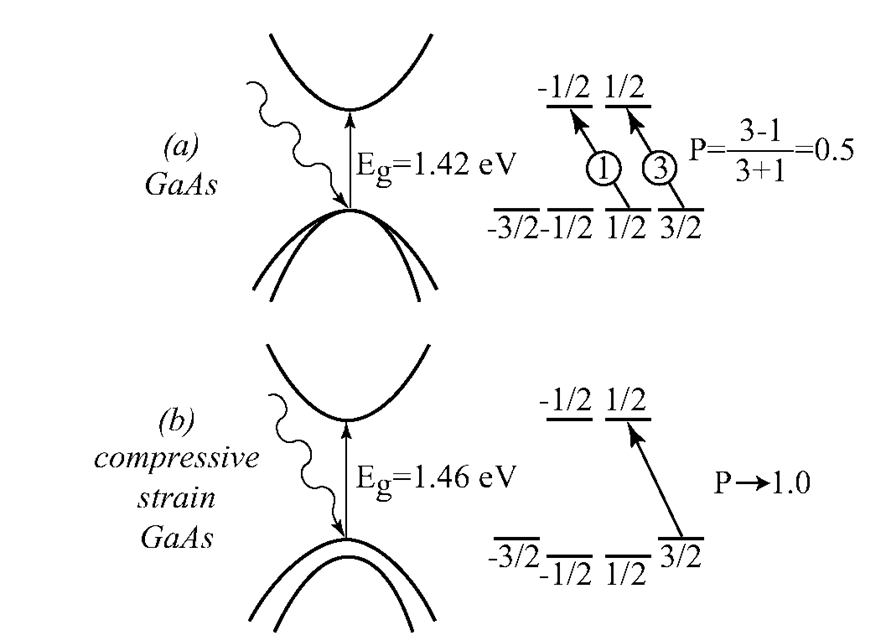 (a)
GaAs
Eg=1.42 eV
-1/2 1/2
1 3
-3/2 -1/2 1/2 3/2
P=3-1/3+1=0.5
(b)
compressive
strain
GaAs
Eg=1.46 eV
-1/2 1/2
-3/2 -1/2 1/2 3/2
P→1.0